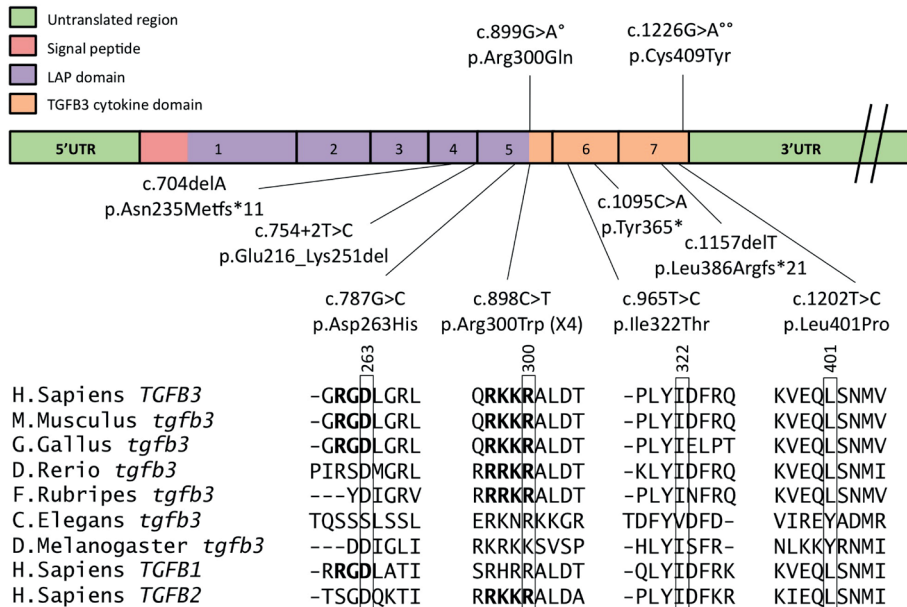 Untranslated region
Signal peptide
LAP domain
TGFB3 cytokine domain
c.899G>A°
p.Arg300Gln
c.1226G>A°°
p.Cys409Tyr
5’UTR 1 2 3 4 5 6 7 3’UTR
c.704delA
p.Asn235Metfs*11
c.754+2T>C
p.Glu216_Lys251del
c.1095C>A
p.Tyr365*
c.1157delT
p.Leu386Argfs*21
c.787G>C
p.Asp263His
c.898C>T
p.Arg300Trp (X4)
c.965T>C
p.Ile322Thr
c.1202T>C
p.Leu401Pro
263 300 322 401
H.Sapiens TGFB3 -GRGDLGRL QRKKRALDT -PLYIDFRQ KVEQLSNMV
M.Musculus tgfb3 -GRGDLGRL QRKKRALDT -PLYIDFRQ KVEQLSNMV
G.Gallus tgfb3 -GRGDLGRL QRKKRALDT -PLYIELPT KVEQLSNMV
D.Rerio tgfb3 PIRSDMGRL RRRKRALDT -KLYIDFRQ KVEQLSNMI
F.Rubripes tgfb3 ---YDIGRV RRRKRALDT -PLYINFRQ KVEQLSNMV
C.Elegans tgfb3 TQSSSLSSL ERKNRKKGR TDFYVDFD- VIREYADMR
D.Melanogaster tgfb3 ---DDIGLI RKRKKSVSP -HLYISFR- NLKKYRNMI
H.Sapiens TGFB1 -RRGDLATI SRHRRALDT -QLYIDFRK KVEQLSNMI
H.Sapiens TGFB2 -TSGDQKTI QRKKRALDA -PLYIDFKR KIEQLSNMI